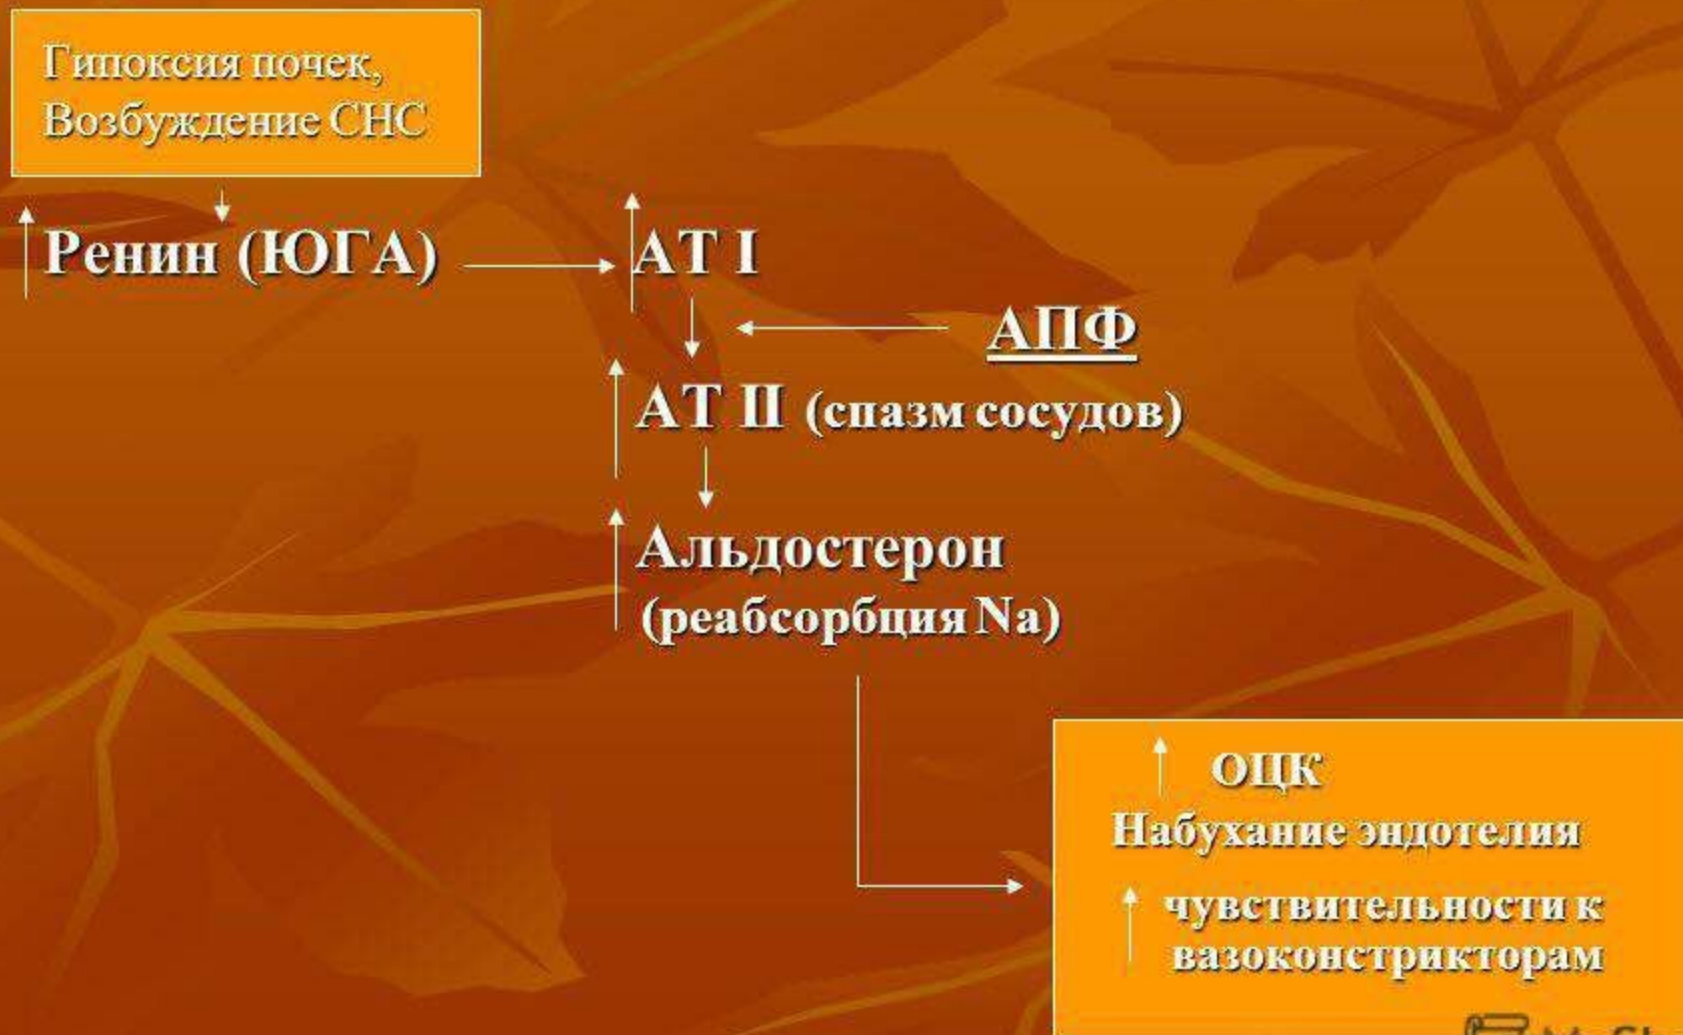 Гипоксия почек,
Возбуждение СНС
Ренин (ЮГА)
АТ I
АПФ
АТ II (спазм сосудов)
Альдостерон
(реабсорбция Na)
ОЦК
Набухание эндотелия
чувствительности к
вазоконстрикторам